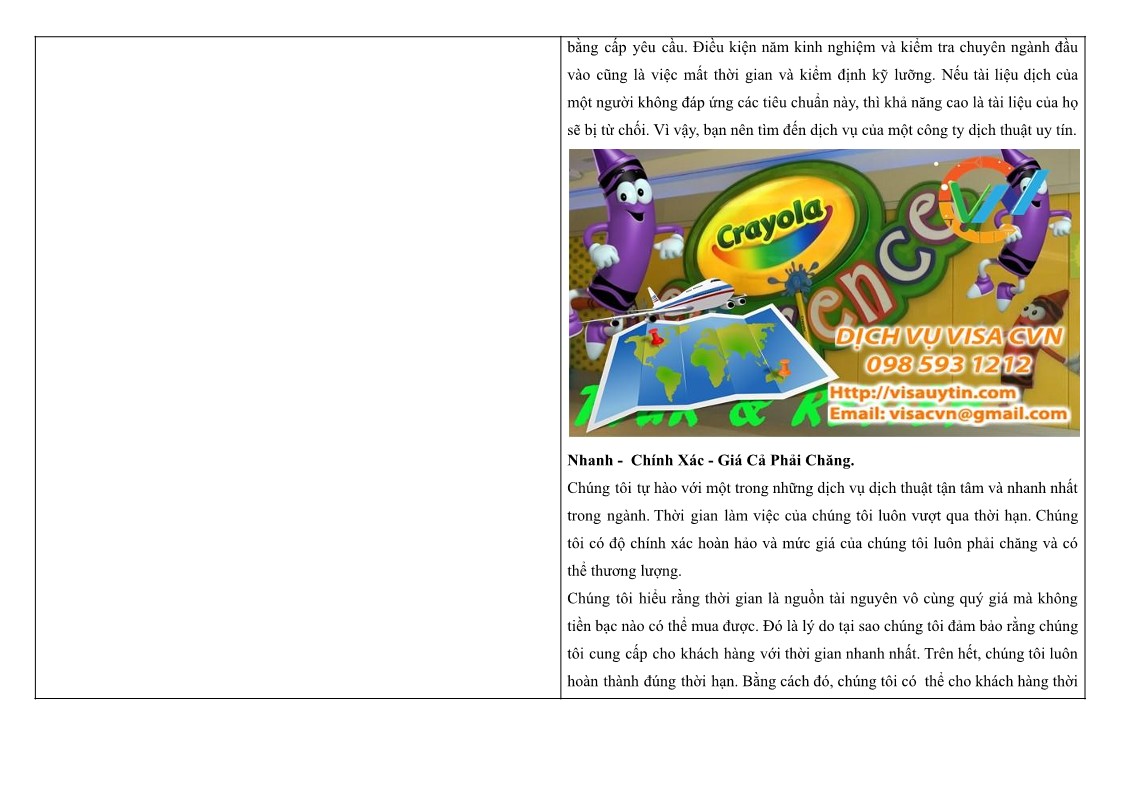 bằng cấp yêu cầu. Điều kiện năm kinh nghiệm và kiểm tra chuyên ngành đầu
vào cũng là việc mất thời gian và kiểm định kỹ lưỡng. Nếu tài liệu dịch của
một người không đáp ứng các tiêu chuẩn này, thì khả năng cao là tài liệu của họ
sẽ bị từ chối. Vì vậy, bạn nên tìm đến dịch vụ của một công ty dịch thuật uy tín.
Crayola
ence
DỊCH VỤ VISA CVN
098 593 1212
Http://visauytin.com
Email: visacvn@gmail.com
&
Nhanh -  Chính Xác - Giá Cả Phải Chăng.
Chúng tôi tự hào với một trong những dịch vụ dịch thuật tận tâm và nhanh nhất
trong ngành. Thời gian làm việc của chúng tôi luôn vượt qua thời hạn. Chúng
tôi có độ chính xác hoàn hảo và mức giá của chúng tôi luôn phải chăng và có
thể thương lượng.
Chúng tôi hiểu rằng thời gian là nguồn tài nguyên vô cùng quý giá mà không
tiền bạc nào có thể mua được. Đó là lý do tại sao chúng tôi đảm bảo rằng chúng
tôi cung cấp cho khách hàng với thời gian nhanh nhất. Trên hết, chúng tôi luôn
hoàn thành đúng thời hạn. Bằng cách đó, chúng tôi có  thể cho khách hàng thời